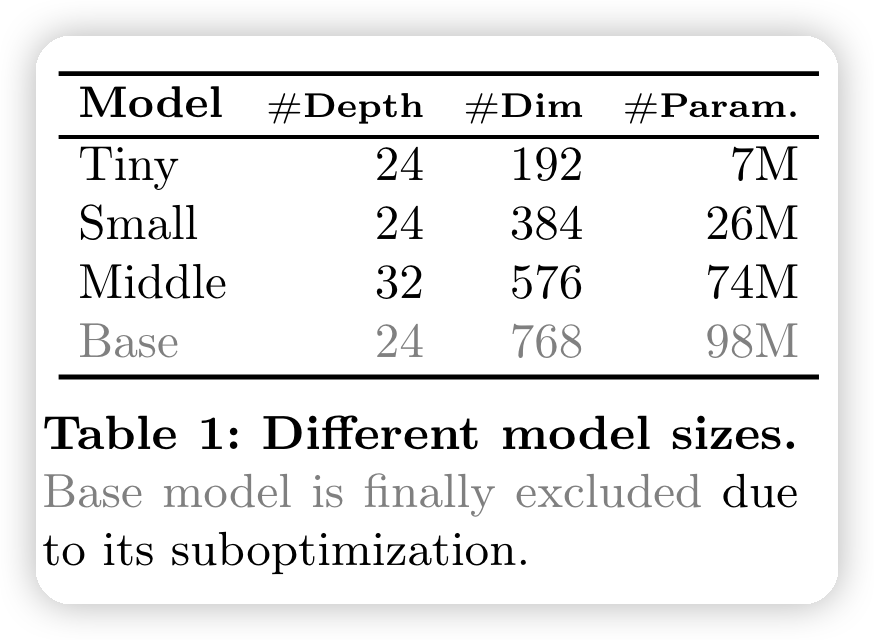 Model #Depth #Dim #Param.
Tiny 24 192 7M
Small 24 384 26M
Middle 32 576 74M
Base 24 768 98M
Table 1: Different model sizes.
Base model is finally excluded due
to its suboptimization.